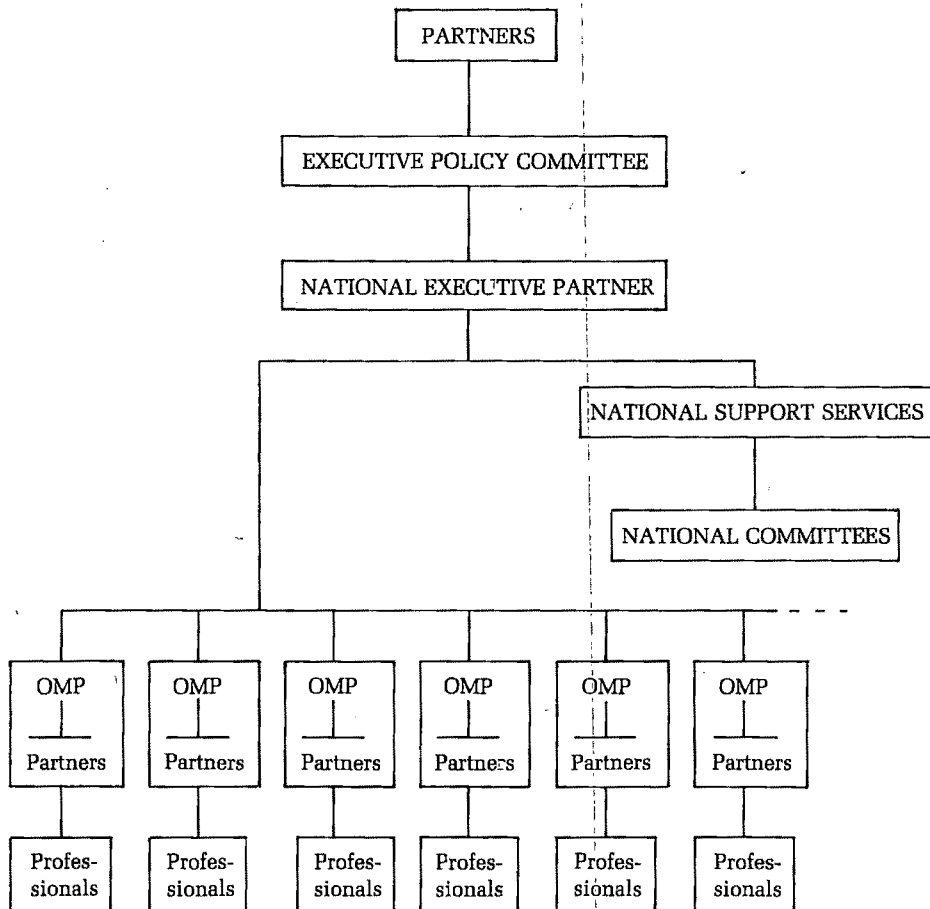 PARTNERS
EXECUTIVE POLICY COMMITTEE
NATIONAL EXECUTIVE PARTNER
NATIONAL SUPPORT SERVICES
NATIONAL COMMITTEES
OMP OMP OMP OMP OMP OMP
Partners Partners Partners Partners Partners Partners
Profes- Profes- Profes- Profes- Profes- Profes-
sionals sionals sionals sionals sionals sionals